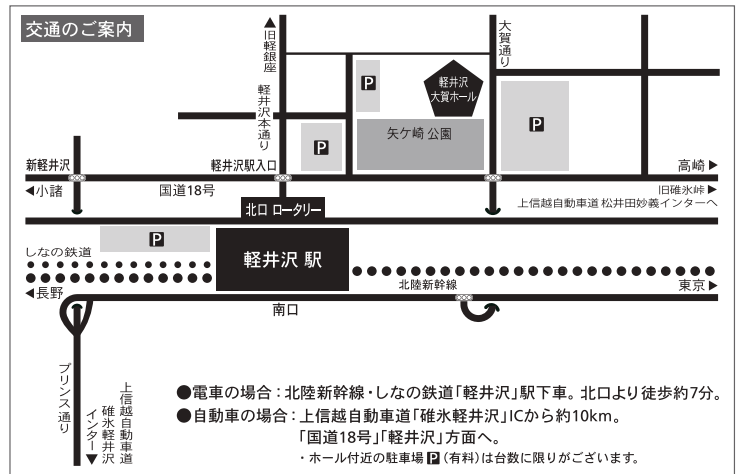 交通のご案内
▲旧軽銀座
大賀通り
軽井沢本通り
P
軽井沢
大賀ホール
P
P
矢ケ崎 公園
新軽井沢
軽井沢駅入口
高崎▶
◀小諸
国道18号
旧碓氷峠▶
上信越自動車道 松井田妙義インターへ
北口 ロータリー
P
しなの鉄道
軽井沢 駅
◀長野
北陸新幹線
東京▶
南口
プリンス通り
上信越自動車道
碓氷軽井沢
インター▼
●電車の場合：北陸新幹線・しなの鉄道「軽井沢」駅下車。北口より徒歩約7分。
●自動車の場合：上信越自動車道「碓氷軽井沢」ICから約10km。
「国道18号」「軽井沢」方面へ。
・ホール付近の駐車場 P（有料）は台数に限りがございます。